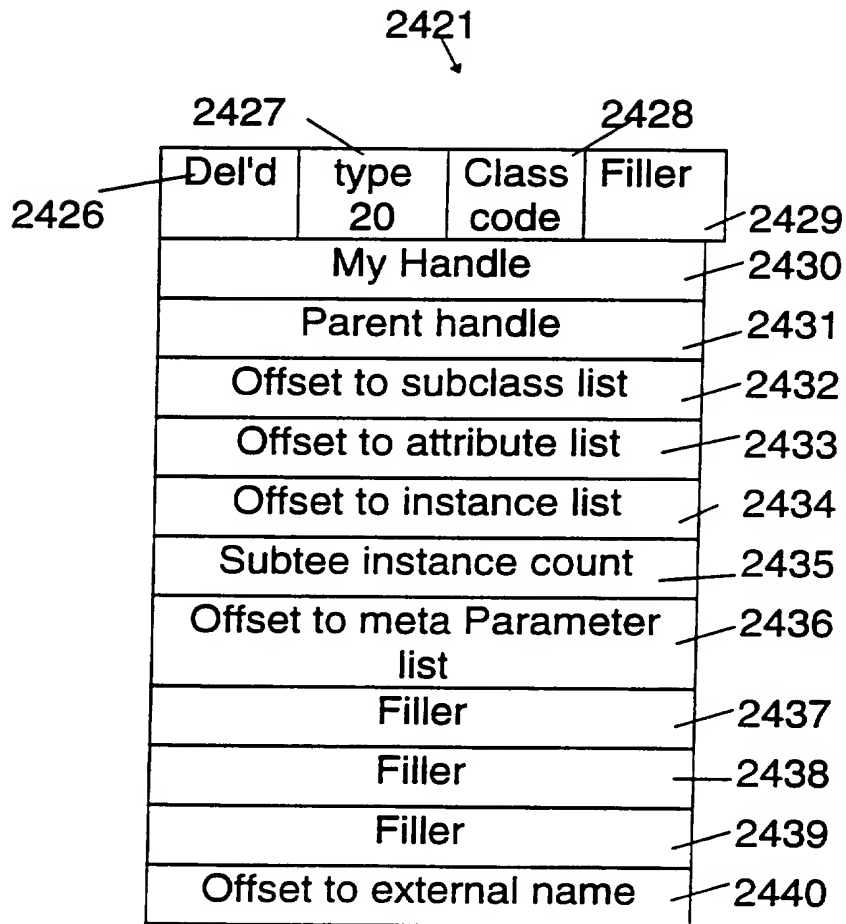 2421
2427 2428
Del'd type Class Filler
2426 20 code 2429
My Handle 2430
Parent handle 2431
Offset to subclass list 2432
Offset to attribute list 2433
Offset to instance list 2434
Subtee instance count 2435
Offset to meta Parameter 2436
list
Filler 2437
Filler 2438
Filler 2439
Offset to external name 2440